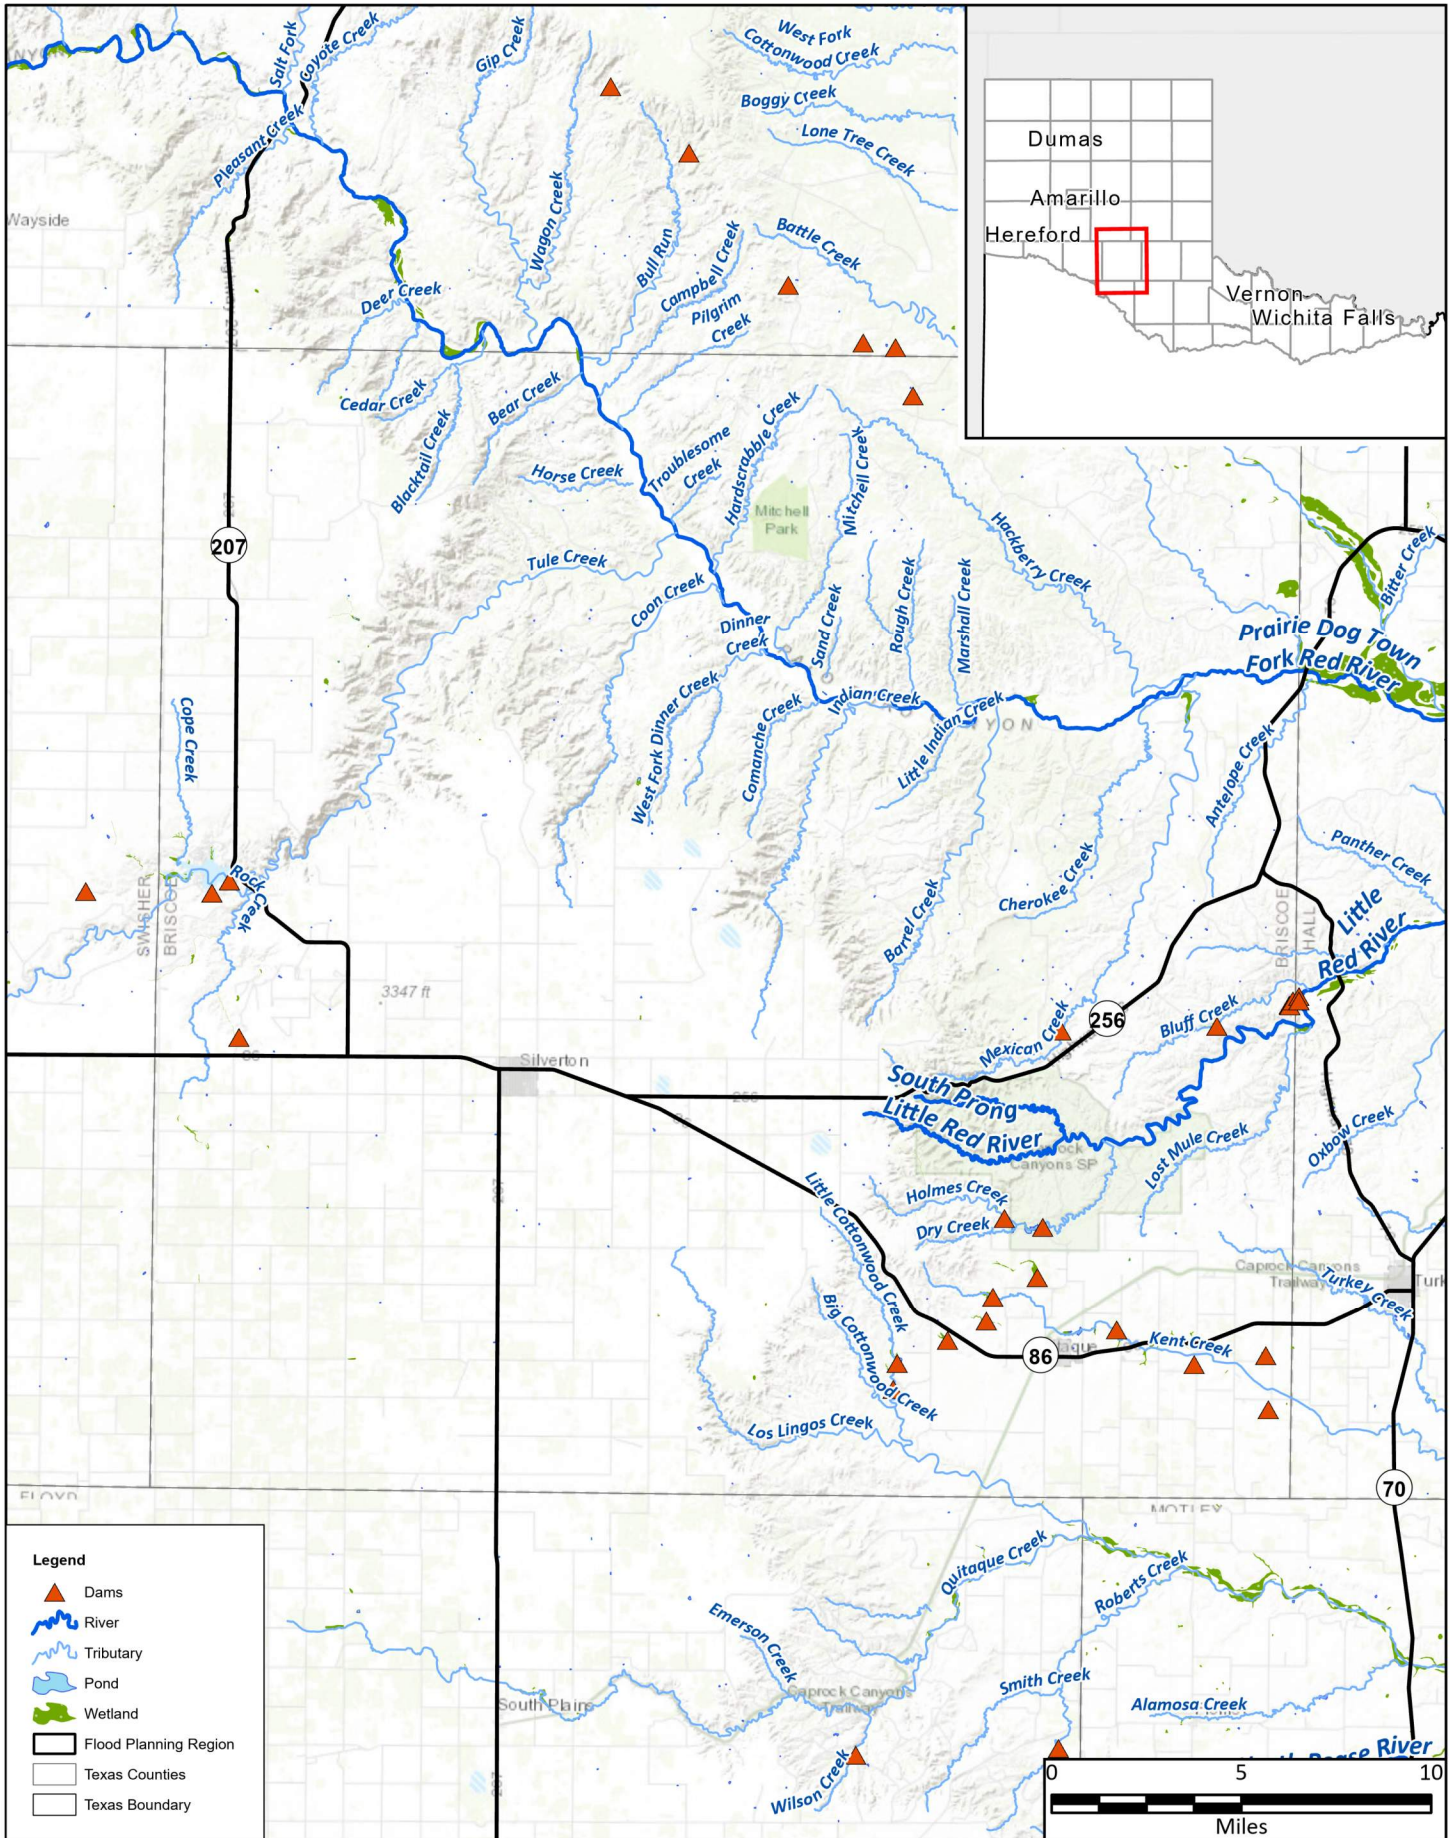 Salt Fork
Coyote Creek
Gip Creek
West Fork
Cottonwood Creek
Boggy Creek
Lone Tree Creek
Pleasant Creek
Wayside
Wagon Creek
Bull Run
Campbell Creek
Pilgrim
Creek
Battle Creek
Deer Creek
Dumas
Amarillo
Hereford
Vernon
Wichita Falls
Cedar Creek
Blacktail Creek
Bear Creek
Horse Creek
Troublesome
Creek
Hardscrabble Creek
Mitchell Creek
Mitchell
Park
Hackberry Creek
207
Tule Creek
Coon Creek
Dinner
Creek
Sand Creek
Rough Creek
Marshall Creek
Bitter Creek
Prairie Dog Town
Fork Red River
Cope Creek
West Fork Dinner Creek
Comanche Creek
Indian Creek
Little Indian Creek
Antelope Creek
Panther Creek
Rock Creek
SWISHER
BRISCOE
3347 ft
Barrel Creek
Cherokee Creek
BRISCOE
HALL
Little
Red River
256
Mexican Creek
Bluff Creek
Silverton
South Prong
Little Red River
Canyons SP
Lost Mule Creek
Oxbow Creek
Holmes Creek
Dry Creek
Little Cottonwood Creek
Big Cottonwood Creek
Caprock Canyons
Trailway
Turkey Creek
Turk
Kent Creek
86
Los Lingos Creek
70
FLOYD
MOTLEY
Quitaque Creek
Roberts Creek
Emerson Creek
Caprock Canyons
Trailway
Smith Creek
Alamosa Creek
South Plains
Wilson Creek
Pease River
Legend
Dams
River
Tributary
Pond
Wetland
Flood Planning Region
Texas Counties
Texas Boundary
0 5 10
Miles